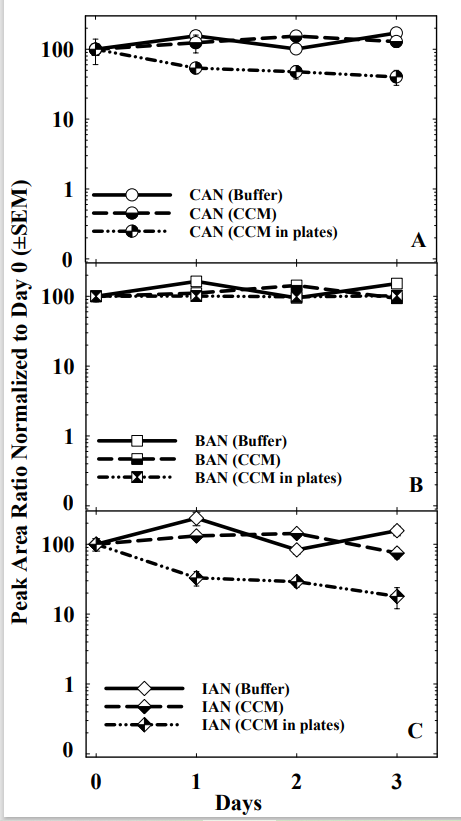 100
10
1
0
CAN (Buffer)
CAN (CCM)
CAN (CCM in plates)
A
100
10
1
0
BAN (Buffer)
BAN (CCM)
BAN (CCM in plates)
B
100
10
1
0
IAN (Buffer)
IAN (CCM)
IAN (CCM in plates)
C
0 1 2 3
Days
Peak Area Ratio Normalized to Day 0 (±SEM)